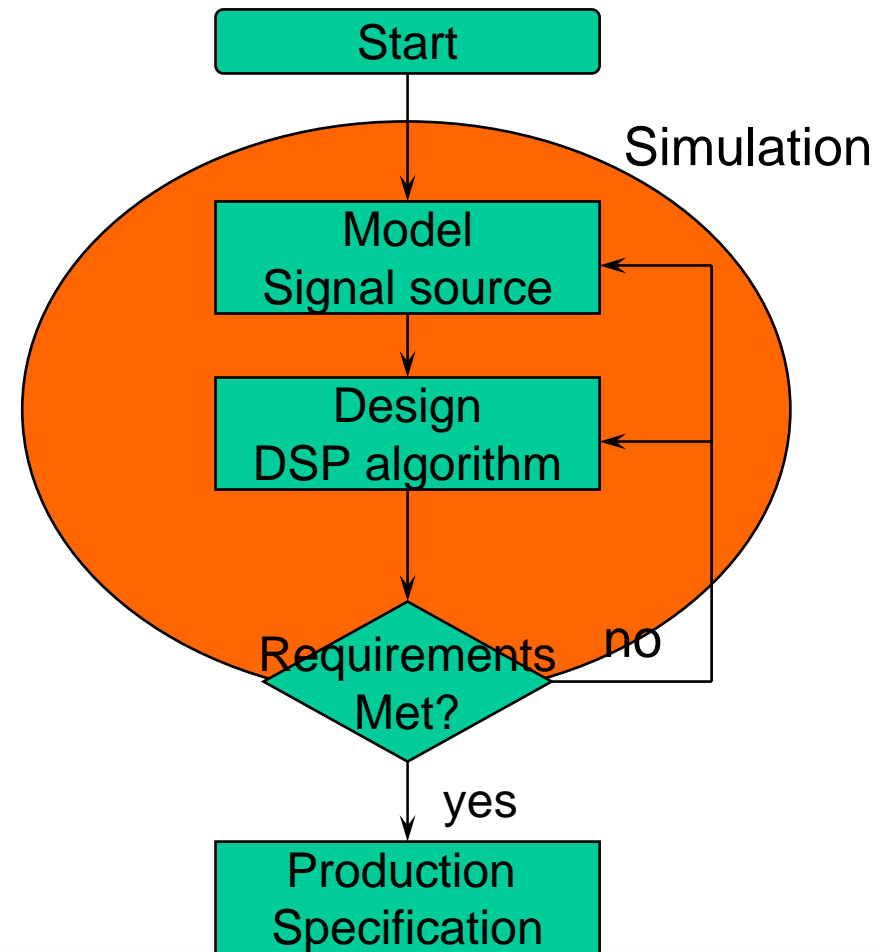 Start
Simulation
Model
Signal source
Design
DSP algorithm
Requirements
Met?
no
yes
Production
Specification